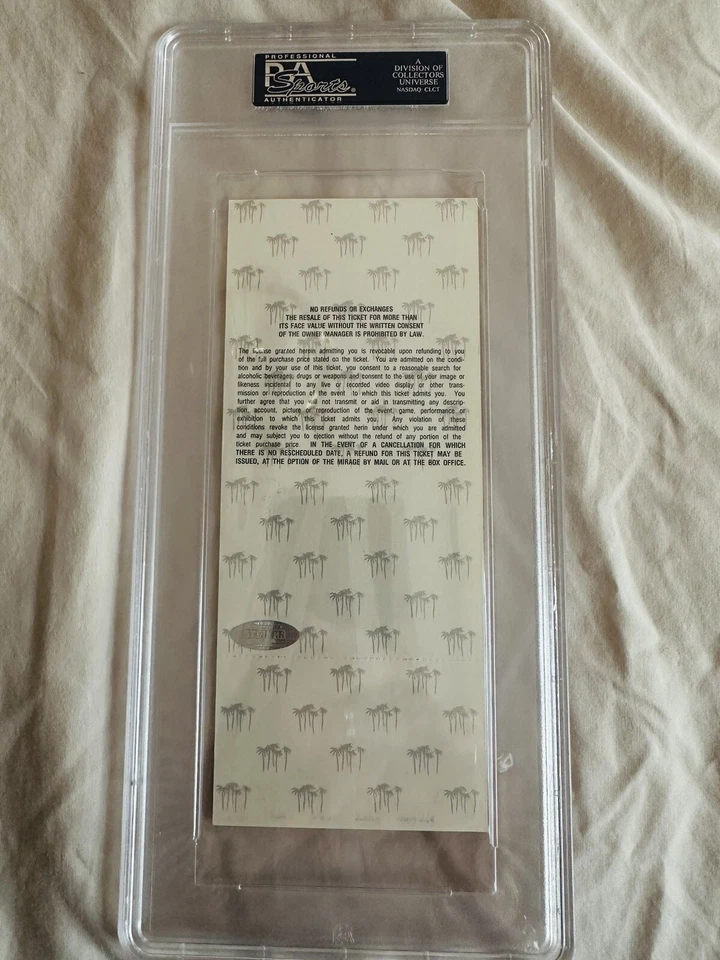 PROFESSIONAL
PSA
Sports
AUTHENTICATOR
A
DIVISION OF
COLLECTORS
UNIVERSE
NASDAQ CLCT
NO REFUNDS OR EXCHANGES
THE RESALE OF THIS TICKET FOR MORE THAN
ITS FACE VALUE WITHOUT THE WRITTEN CONSENT
OF THE OWNER/MANAGER IS PROHIBITED BY LAW.
The license granted herein admitting you is revocable upon refunding to you
of the full purchase price stated on the ticket. You are admitted on the condi-
tion and by your use of this ticket, you consent to a reasonable search for
alcoholic beverages, drugs or weapons and consent to the use of your image or
likeness incidental to any live or recorded video display or other trans-
mission or reproduction of the event to which this ticket admits you. You
further agree that you will not transmit or aid in transmitting any descrip-
tion, account, picture or reproduction of the event, game, performance or
exhibition to which this ticket admits you. Any violation of these
conditions revoke the license granted herin under which you are admitted
and may subject you to ejection without the refund of any portion of the
ticket purchase price. IN THE EVENT OF A CANCELLATION FOR WHICH
THERE IS NO RESCHEDULED DATE, A REFUND FOR THIS TICKET MAY BE
ISSUED, AT THE OPTION OF THE MIRAGE BY MAIL OR AT THE BOX OFFICE.